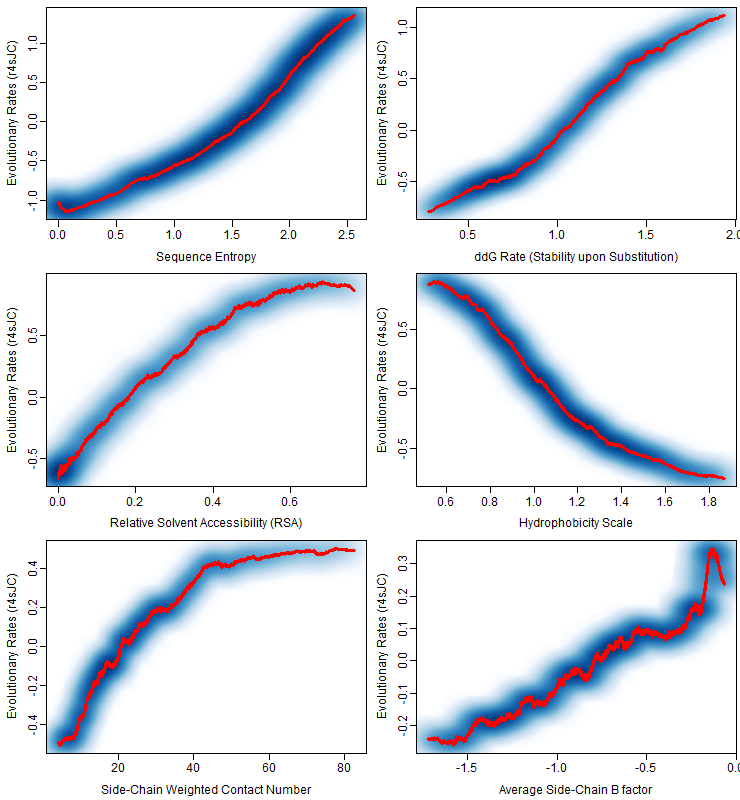 Evolutionary Rates (r4sJC)
-1.0 -0.5 0.0 0.5 1.0
0.0 0.5 1.0 1.5 2.0 2.5
Sequence Entropy
Evolutionary Rates (r4sJC)
-0.5 0.0 0.5 1.0
0.5 1.0 1.5 2.0
ddG Rate (Stability upon Substitution)
Evolutionary Rates (r4sJC)
-0.5 0.0 0.5
0.0 0.2 0.4 0.6
Relative Solvent Accessibility (RSA)
Evolutionary Rates (r4sJC)
-0.5 0.0 0.5
0.6 0.8 1.0 1.2 1.4 1.6 1.8
Hydrophobicity Scale
Evolutionary Rates (r4sJC)
-0.4 -0.2 0.0 0.2 0.4
20 40 60 80
Side-Chain Weighted Contact Number
Evolutionary Rates (r4sJC)
-0.2 -0.1 0.0 0.1 0.2 0.3
-1.5 -1.0 -0.5 0.0
Average Side-Chain B factor